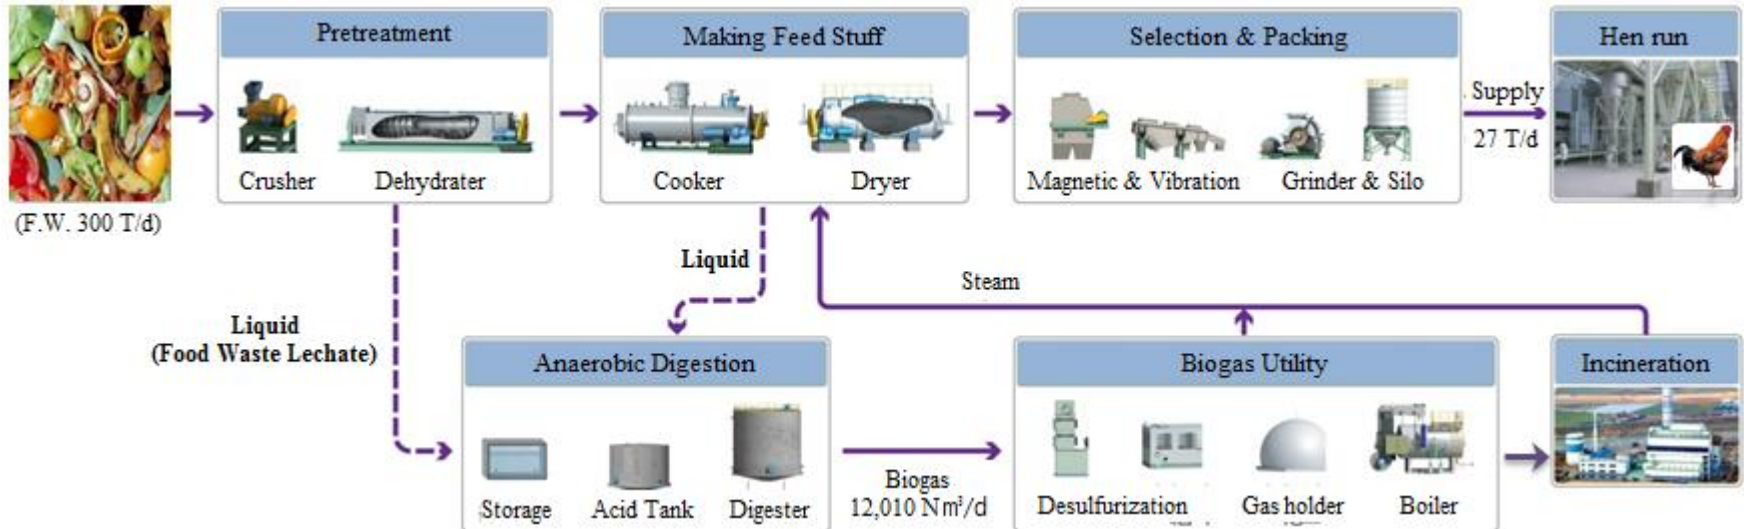 Pretreatment
Making Feed Stuff
Selection & Packing
Hen run
Crusher
Dehydrater
Cooker
Dryer
Magnetic & Vibration
Grinder & Silo
Supply
27 T/d
(F.W. 300 T/d)
Liquid
Steam
Liquid
(Food Waste Lechate)
Anaerobic Digestion
Biogas Utility
Incineration
Storage
Acid Tank
Digester
Biogas
12,010 Nm³/d
Desulfurization
Gas holder
Boiler